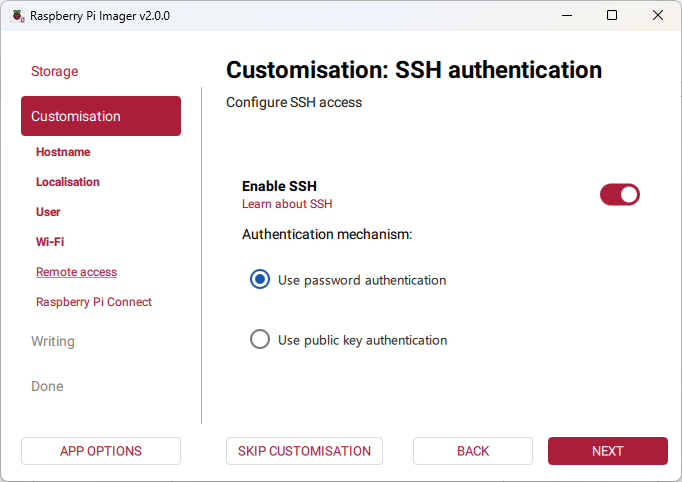 Raspberry Pi Imager v2.0.0
Storage
Customisation
Hostname
Localisation
User
Wi-Fi
Remote access
Raspberry Pi Connect
Writing
Done
APP OPTIONS
Customisation: SSH authentication
Configure SSH access
Enable SSH
Learn about SSH
Authentication mechanism:
Use password authentication
Use public key authentication
SKIP CUSTOMISATION
BACK
NEXT